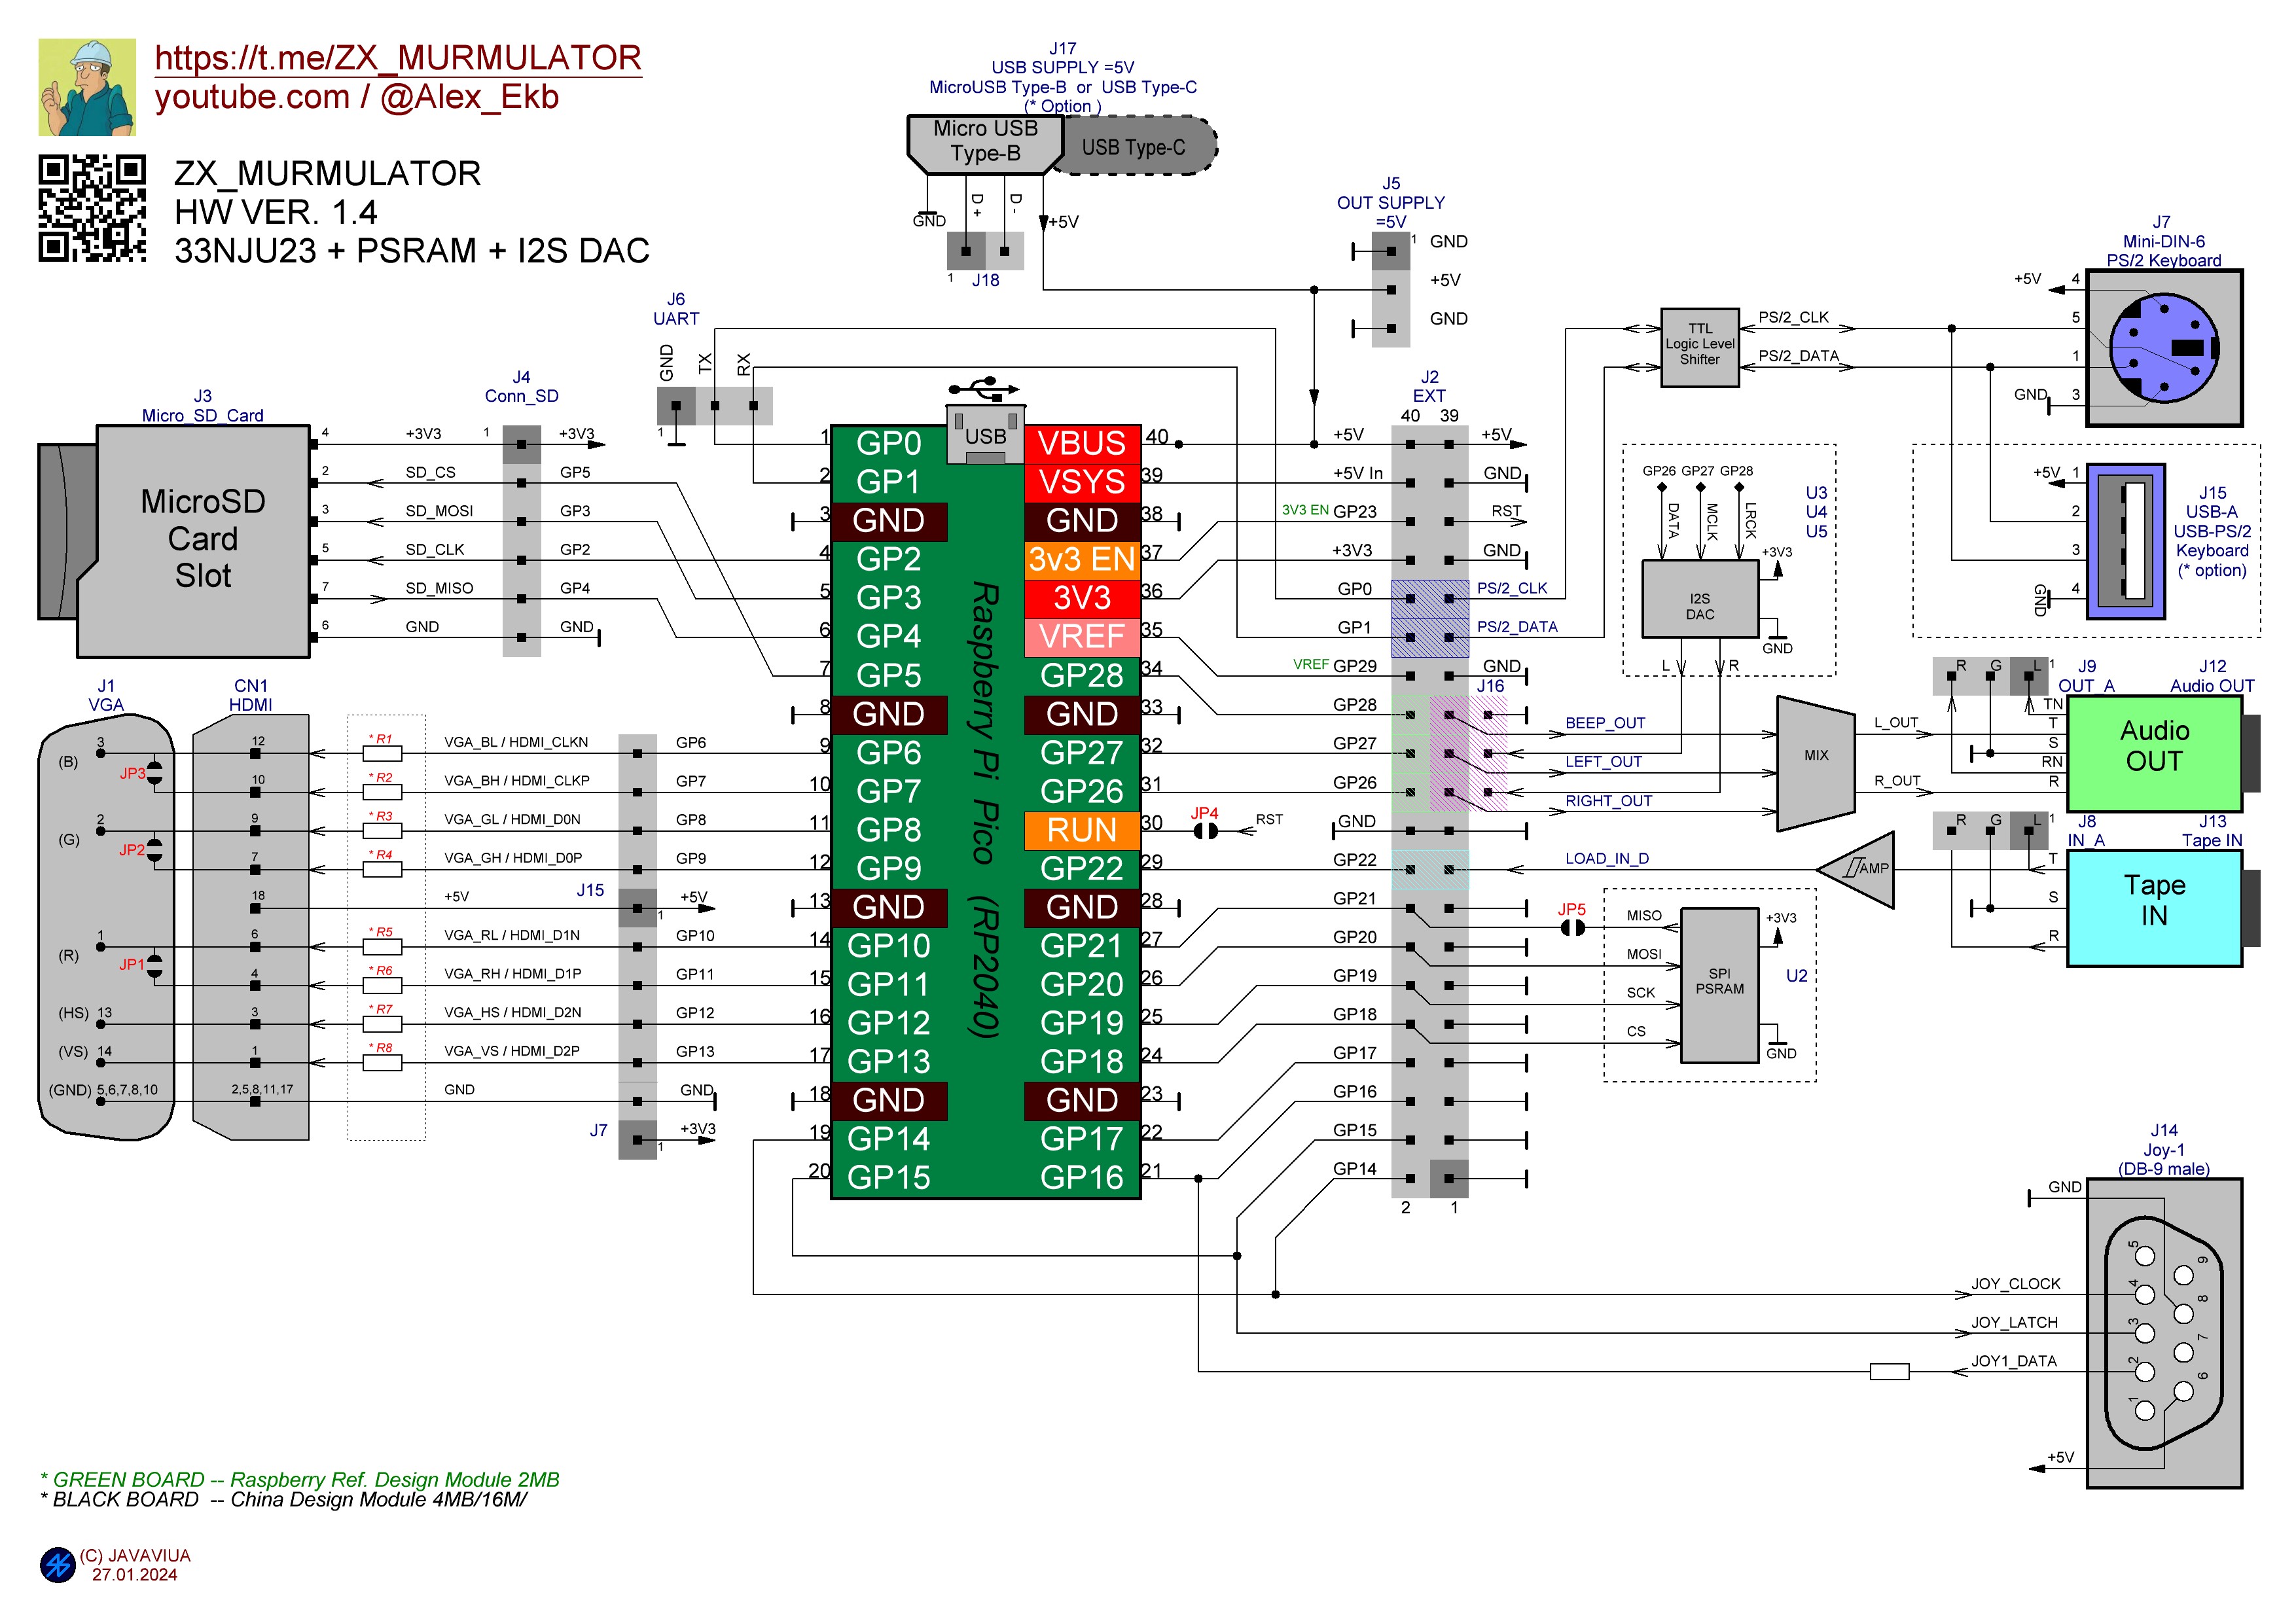 https://t.me/ZX_MURMULATOR
youtube.com / @Alex_Ekb
ZX_MURMULATOR
HW VER. 1.4
33NJU23 + PSRAM + I2S DAC
J17
USB SUPPLY =5V
MicroUSB Type-B or USB Type-C
(* Option )
Micro USB
Type-B
USB Type-C
GND
D+
D-
+5V
1
J18
J5
OUT SUPPLY
=5V
1
GND
+5V
GND
J6
UART
GND
TX
RX
1
J7
Mini-DIN-6
PS/2 Keyboard
+5V
4
5
1
GND
3
TTL
Logic Level
Shifter
PS/2_CLK
PS/2_DATA
J3
Micro_SD_Card
MicroSD
Card
Slot
J4
Conn_SD
4 +3V3 1 +3V3
2 SD_CS GP5
3 SD_MOSI GP3
5 SD_CLK GP2
7 SD_MISO GP4
6 GND GND
USB
Raspberry Pi Pico (RP2040)
1 GP0 VBUS 40
2 GP1 VSYS 39
3 GND GND 38
4 GP2 3v3 EN 37
5 GP3 3V3 36
6 GP4 VREF 35
7 GP5 GP28 34
8 GND GND 33
9 GP6 GP27 32
10 GP7 GP26 31
11 GP8 RUN 30
12 GP9 GP22 29
13 GND GND 28
14 GP10 GP21 27
15 GP11 GP20 26
16 GP12 GP19 25
17 GP13 GP18 24
18 GND GND 23
19 GP14 GP17 22
20 GP15 GP16 21
JP4
RST
J2
EXT
40 39
+5V +5V
+5V In GND
3V3 EN GP23 RST
+3V3 GND
GP0 PS/2_CLK
GP1 PS/2_DATA
VREF GP29 GND
J16
GP28 BEEP_OUT
GP27 LEFT_OUT
GP26 RIGHT_OUT
GND
GP22 LOAD_IN_D
GP21
GP20
GP19
GP18
GP17
GP16
GP15
GP14
2 1
GP26 GP27 GP28
DATA
MCLK
LRCK
U3
U4
U5
+3V3
I2S
DAC
GND
L R
+5V 1
2
3
4
GND
J15
USB-A
USB-PS/2
Keyboard
(* option)
MIX
L_OUT
R_OUT
R G L 1
J9
OUT_A
J12
Audio OUT
TN
T
S
RN
R
Audio
OUT
R G L 1
J8
IN_A
J13
Tape IN
T
S
R
Tape
IN
AMP
JP5
MISO
MOSI
SCK
CS
SPI
PSRAM
+3V3
U2
GND
J1
VGA
CN1
HDMI
(B) 3
JP3
(G) 2
JP2
(R) 1
JP1
(HS) 13
(VS) 14
(GND) 5,6,7,8,10
12 * R1 VGA_BL / HDMI_CLKN GP6
10 * R2 VGA_BH / HDMI_CLKP GP7
9 * R3 VGA_GL / HDMI_D0N GP8
7 * R4 VGA_GH / HDMI_D0P GP9
18 +5V J15 1 +5V
6 * R5 VGA_RL / HDMI_D1N GP10
4 * R6 VGA_RH / HDMI_D1P GP11
3 * R7 VGA_HS / HDMI_D2N GP12
1 * R8 VGA_VS / HDMI_D2P GP13
2,5,8,11,17 GND GND
J7 1 +3V3
J14
Joy-1
(DB-9 male)
GND
JOY_CLOCK
JOY_LATCH
JOY1_DATA
+5V
5
4
3
2
1
9
8
7
6
* GREEN BOARD -- Raspberry Ref. Design Module 2MB
* BLACK BOARD -- China Design Module 4MB/16M/
(C) JAVAVIUA
27.01.2024